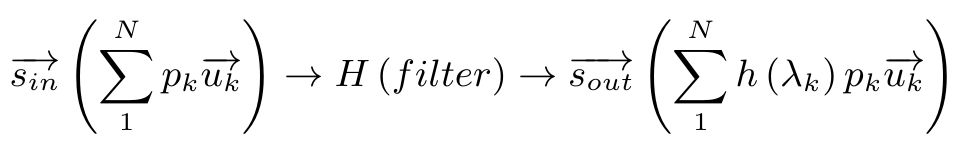 $\overrightarrow{s_{in}} \left( \sum_{1}^{N} p_k \overrightarrow{u_k} \right) \rightarrow H \left( filter \right) \rightarrow \overrightarrow{s_{out}} \left( \sum_{1}^{N} h \left( \lambda_k \right) p_k \overrightarrow{u_k} \right)$